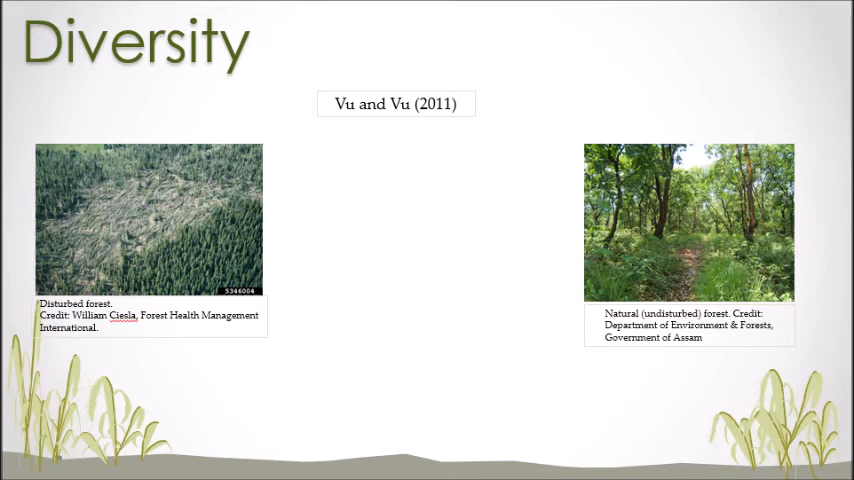 Diversity
Vu and Vu (2011)
5346004
Disturbed forest.
Credit: William Ciesla, Forest Health Management
International.
Natural (undisturbed) forest. Credit:
Department of Environment & Forests,
Government of Assam